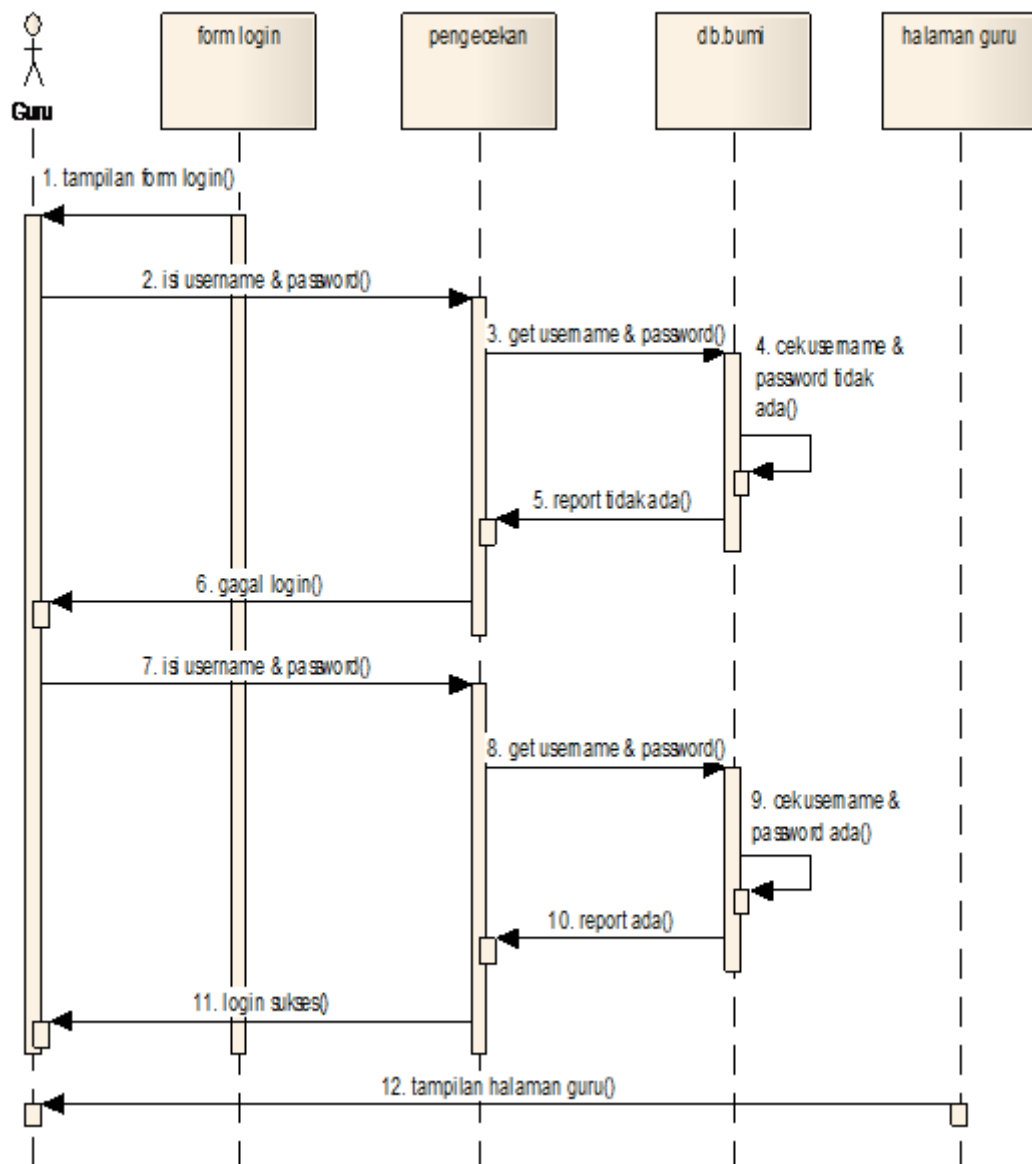 form login
pengecekan
db.bumi
halaman guru
Guru
1. tampilan form login()
2. isi username & password()
3. get username & password()
4. cek username &
password tidak
ada()
5. report tidak ada()
6. gagal login()
7. isi username & password()
8. get username & password()
9. cek username &
password ada()
10. report ada()
11. login sukses()
12. tampilan halaman guru()